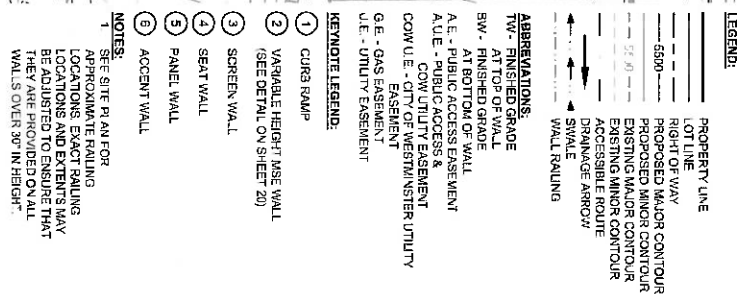 LEGEND:
PROPERTY LINE
LOT LINE
RIGHT OF WAY
5500 PROPOSED MAJOR CONTOUR
PROPOSED MINOR CONTOUR
EXISTING MAJOR CONTOUR
EXISTING MINOR CONTOUR
ACCESSIBLE ROUTE
DRAINAGE ARROW
SWALE
WALL RAILING
ABBREVIATIONS:
TW - FINISHED GRADE
AT TOP OF WALL
BW - FINISHED GRADE
AT BOTTOM OF WALL
A.E. - PUBLIC ACCESS EASEMENT
A.U.E. - PUBLIC ACCESS &
COW UTILITY EASEMENT
COW U.E. - CITY OF WESTMINSTER UTILITY
EASEMENT
G.E. - GAS EASEMENT
U.E. - UTILITY EASEMENT
KEYNOTE LEGEND:
1 CURB RAMP
2 VARIABLE HEIGHT MSE WALL
(SEE DETAIL ON SHEET 20)
3 SCREEN WALL
4 SEAT WALL
5 PANEL WALL
6 ACCENT WALL
NOTES:
1 SEE SITE PLAN FOR
APPROXIMATE RAILING
LOCATIONS. EXACT RAILING
LOCATIONS AND EXTENTS MAY
BE ADJUSTED TO ENSURE THAT
THEY ARE PROVIDED ON ALL
WALLS OVER 30" IN HEIGHT.